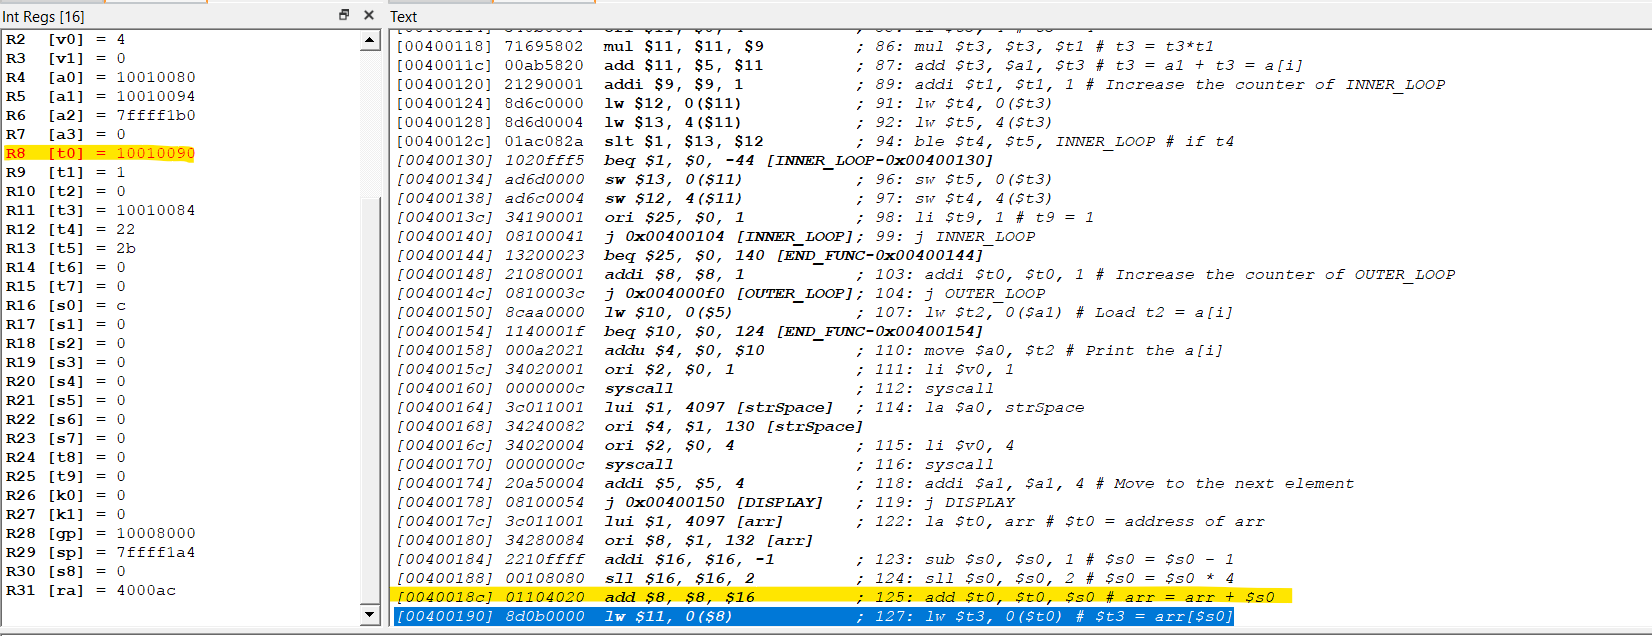 Int Regs [16]
R2 [v0] = 4
R3 [v1] = 0
R4 [a0] = 10010080
R5 [a1] = 10010094
R6 [a2] = 7ffff1b0
R7 [a3] = 0
R8 [t0] = 10010090
R9 [t1] = 1
R10 [t2] = 0
R11 [t3] = 10010084
R12 [t4] = 22
R13 [t5] = 2b
R14 [t6] = 0
R15 [t7] = 0
R16 [s0] = c
R17 [s1] = 0
R18 [s2] = 0
R19 [s3] = 0
R20 [s4] = 0
R21 [s5] = 0
R22 [s6] = 0
R23 [s7] = 0
R24 [t8] = 0
R25 [t9] = 0
R26 [k0] = 0
R27 [k1] = 0
R28 [gp] = 10008000
R29 [sp] = 7ffff1a4
R30 [s8] = 0
R31 [ra] = 4000ac
Text
[00400118] 71695802 mul $11, $11, $9 ; 86: mul $t3, $t3, $t1 # t3 = t3*t1
[0040011c] 00ab5820 add $11, $5, $11 ; 87: add $t3, $a1, $t3 # t3 = a1 + t3 = a[i]
[00400120] 21290001 addi $9, $9, 1 ; 89: addi $t1, $t1, 1 # Increase the counter of INNER_LOOP
[00400124] 8d6c0000 lw $12, 0($11) ; 91: lw $t4, 0($t3)
[00400128] 8d6d0004 lw $13, 4($11) ; 92: lw $t5, 4($t3)
[0040012c] 01ac082a slt $1, $13, $12 ; 94: ble $t4, $t5, INNER_LOOP # if t4
[00400130] 1020fff5 beq $1, $0, -44 [INNER_LOOP-0x00400130]
[00400134] ad6d0000 sw $13, 0($11) ; 96: sw $t5, 0($t3)
[00400138] ad6c0004 sw $12, 4($11) ; 97: sw $t4, 4($t3)
[0040013c] 34190001 ori $25, $0, 1 ; 98: li $t9, 1 # t9 = 1
[00400140] 08100041 j 0x00400104 [INNER_LOOP]; 99: j INNER_LOOP
[00400144] 13200023 beq $25, $0, 140 [END_FUNC-0x00400144]
[00400148] 21080001 addi $8, $8, 1 ; 103: addi $t0, $t0, 1 # Increase the counter of OUTER_LOOP
[0040014c] 0810003c j 0x004000f0 [OUTER_LOOP]; 104: j OUTER_LOOP
[00400150] 8caa0000 lw $10, 0($5) ; 107: lw $t2, 0($a1) # Load t2 = a[i]
[00400154] 1140001f beq $10, $0, 124 [END_FUNC-0x00400154]
[00400158] 000a2021 addu $4, $0, $10 ; 110: move $a0, $t2 # Print the a[i]
[0040015c] 34020001 ori $2, $0, 1 ; 111: li $v0, 1
[00400160] 0000000c syscall ; 112: syscall
[00400164] 3c011001 lui $1, 4097 [strSpace] ; 114: la $a0, strSpace
[00400168] 34240082 ori $4, $1, 130 [strSpace]
[0040016c] 34020004 ori $2, $0, 4 ; 115: li $v0, 4
[00400170] 0000000c syscall ; 116: syscall
[00400174] 20a50004 addi $5, $5, 4 ; 118: addi $a1, $a1, 4 # Move to the next element
[00400178] 08100054 j 0x00400150 [DISPLAY] ; 119: j DISPLAY
[0040017c] 3c011001 lui $1, 4097 [arr] ; 122: la $t0, arr # $t0 = address of arr
[00400180] 34280084 ori $8, $1, 132 [arr]
[00400184] 2210ffff addi $16, $16, -1 ; 123: sub $s0, $s0, 1 # $s0 = $s0 - 1
[00400188] 00108080 sll $16, $16, 2 ; 124: sll $s0, $s0, 2 # $s0 = $s0 * 4
[0040018c] 01104020 add $8, $8, $16 ; 125: add $t0, $t0, $s0 # arr = arr + $s0
[00400190] 8d0b0000 lw $11, 0($8) ; 127: lw $t3, 0($t0) # $t3 = arr[$s0]